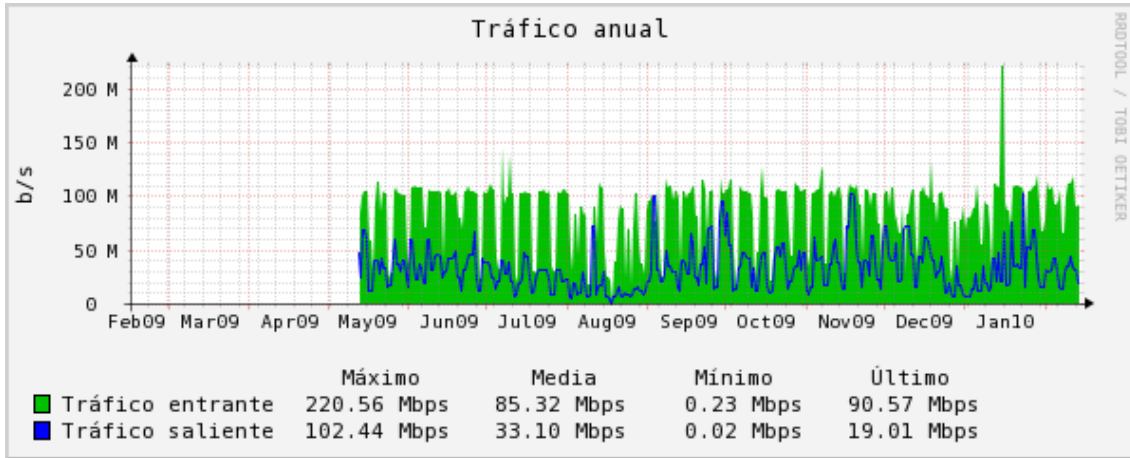 Tráfico anual
RRDTOOL / TOBI OETIKER
b/s
200 M
150 M
100 M
50 M
0
Feb09 Mar09 Apr09 May09 Jun09 Jul09 Aug09 Sep09 Oct09 Nov09 Dec09 Jan10
Máximo Media Mínimo Último
Tráfico entrante 220.56 Mbps 85.32 Mbps 0.23 Mbps 90.57 Mbps
Tráfico saliente 102.44 Mbps 33.10 Mbps 0.02 Mbps 19.01 Mbps